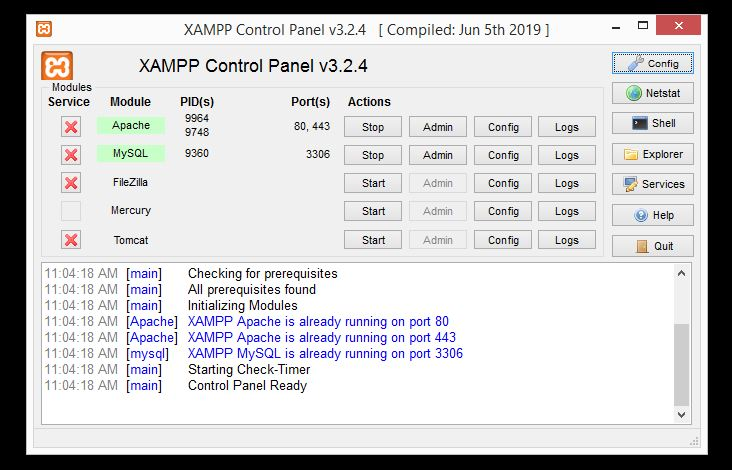 XAMPP Control Panel v3.2.4 [ Compiled: Jun 5th 2019 ]
XAMPP Control Panel v3.2.4
Config
Modules
Service Module PID(s) Port(s) Actions
Netstat
Apache 9964 9748 80, 443 Stop Admin Config Logs
Shell
MySQL 9360 3306 Stop Admin Config Logs
Explorer
FileZilla Start Admin Config Logs
Services
Mercury Start Admin Config Logs
Help
Tomcat Start Admin Config Logs
Quit
11:04:18 AM [main] Checking for prerequisites
11:04:18 AM [main] All prerequisites found
11:04:18 AM [main] Initializing Modules
11:04:18 AM [Apache] XAMPP Apache is already running on port 80
11:04:18 AM [Apache] XAMPP Apache is already running on port 443
11:04:18 AM [mysql] XAMPP MySQL is already running on port 3306
11:04:18 AM [main] Starting Check-Timer
11:04:18 AM [main] Control Panel Ready